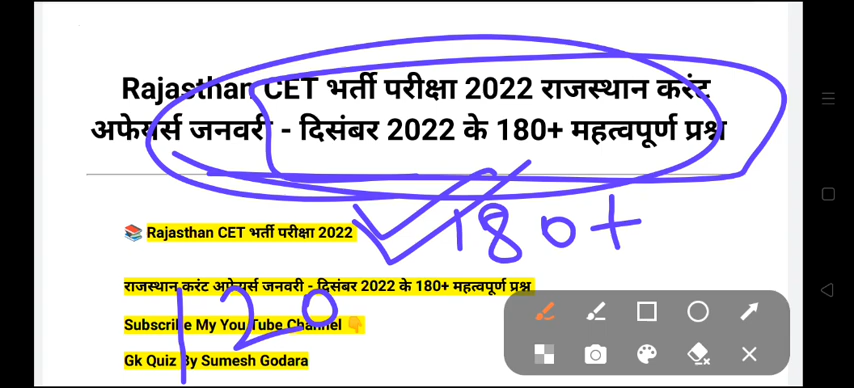 Rajasthan CET भर्ती परीक्षा 2022 राजस्थान करंट
अफेयर्स जनवरी - दिसंबर 2022 के 180+ महत्वपूर्ण प्रश्न
📚 Rajasthan CET भर्ती परीक्षा 2022
180+
राजस्थान करंट अफेयर्स जनवरी - दिसंबर 2022 के 180+ महत्वपूर्ण प्रश्न
120
Subscribe My YouTube Channel 👇
Gk Quiz By Sumesh Godara